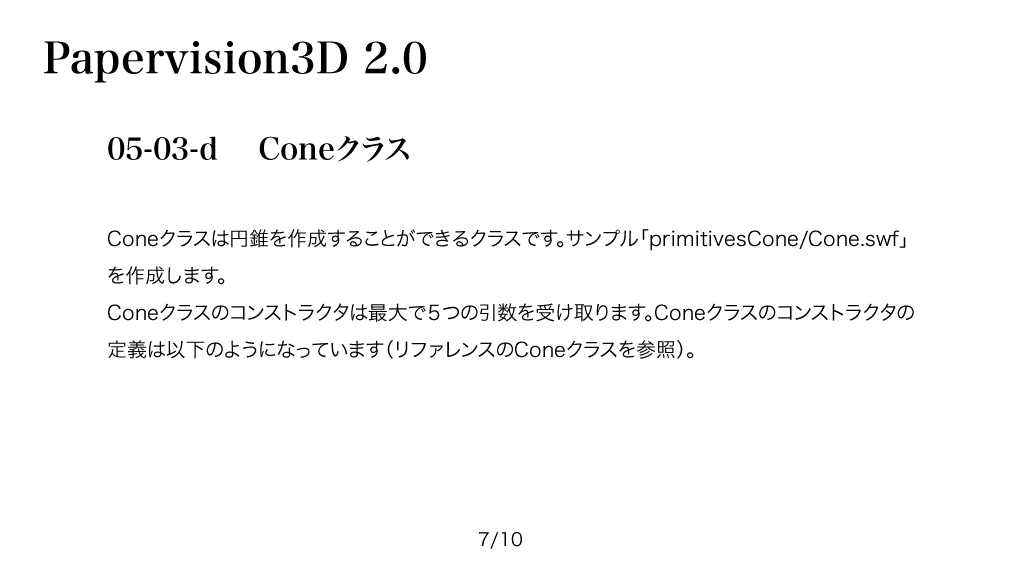 Papervision3D 2.0
05-03-d　Coneクラス
Coneクラスは円錐を作成することができるクラスです。サンプル「primitivesCone/Cone.swf」
を作成します。
Coneクラスのコンストラクタは最大で5つの引数を受け取ります。Coneクラスのコンストラクタの
定義は以下のようになっています（リファレンスのConeクラスを参照）。
7/10